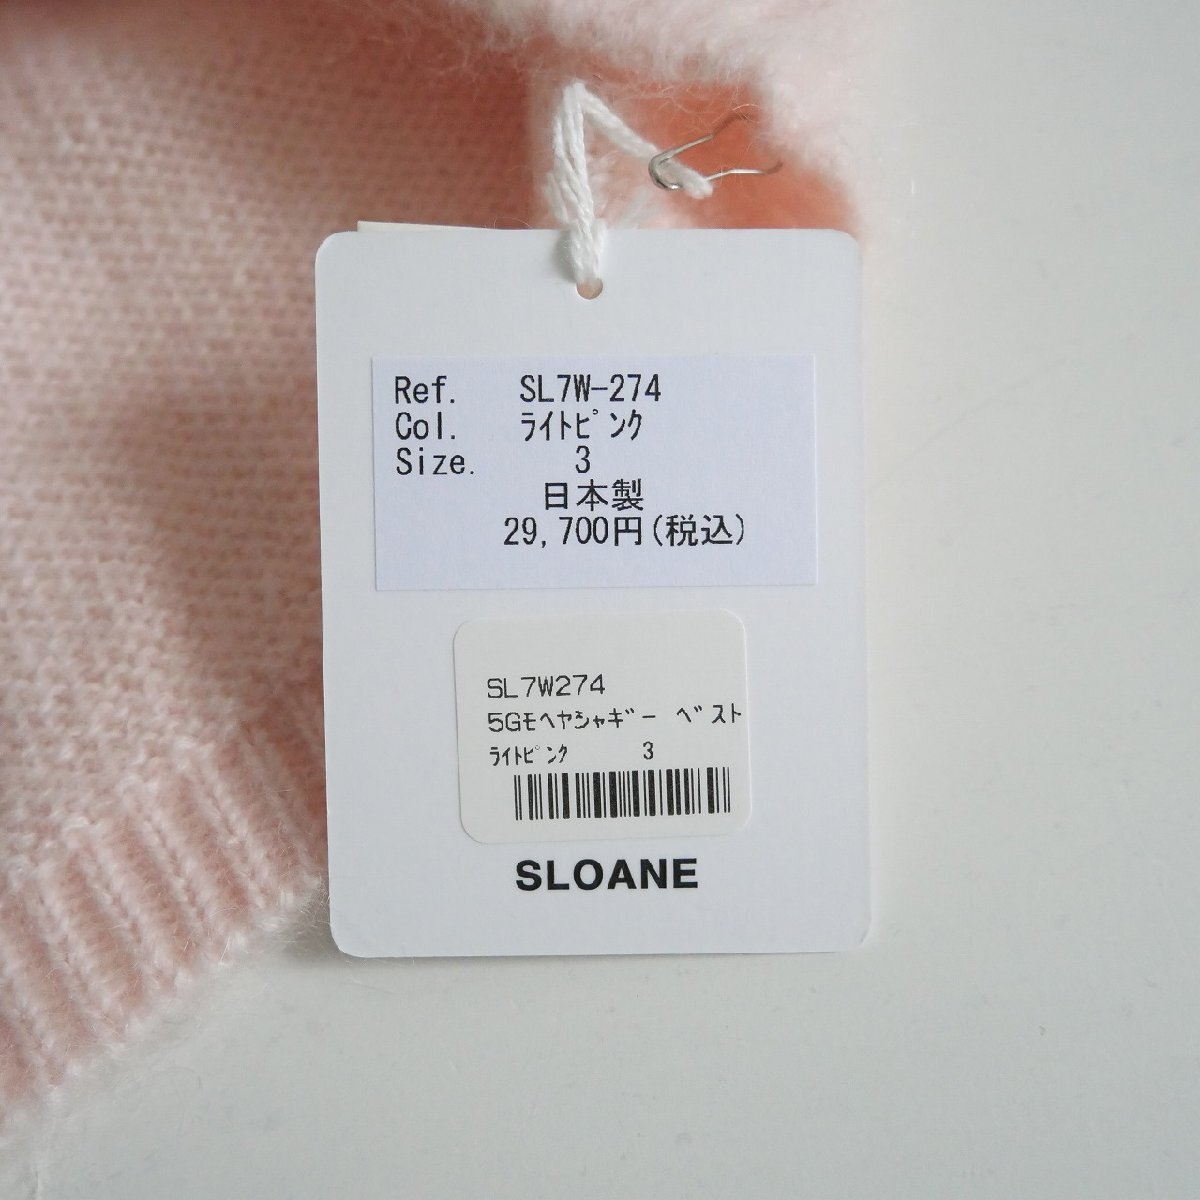 Ref. SL7W-274
Col. ﾗｲﾄﾋﾟﾝｸ
Size. 3
日本製
29,700円(税込)
SL7W274
5Gモヘヤシャギー ベスト
ﾗｲﾄﾋﾟﾝｸ 3
SLOANE